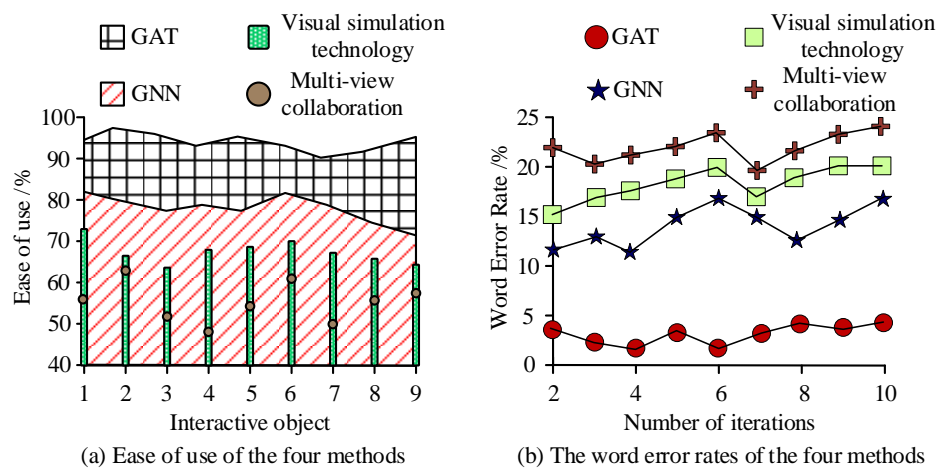 GAT
Visual simulation
technology
GNN
Multi-view
collaboration
100
90
80
70
60
50
40
Ease of use /%
1 2 3 4 5 6 7 8 9
Interactive object
(a) Ease of use of the four methods
GAT
Visual simulation
technology
GNN
Multi-view
collaboration
25
20
15
10
5
0
Word Error Rate /%
2 4 6 8 10
Number of iterations
(b) The word error rates of the four methods